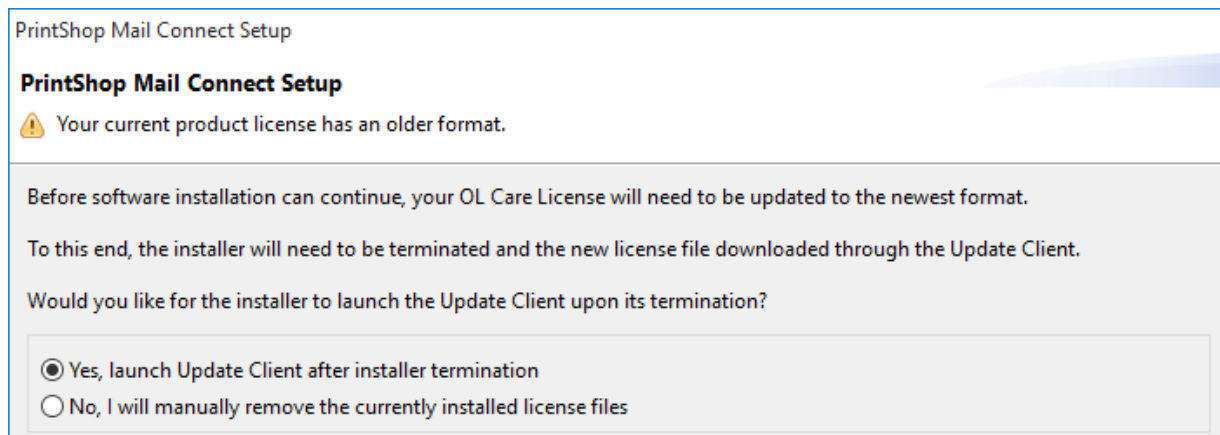 PrintShop Mail Connect Setup
PrintShop Mail Connect Setup
Your current product license has an older format.
Before software installation can continue, your OL Care License will need to be updated to the newest format.
To this end, the installer will need to be terminated and the new license file downloaded through the Update Client.
Would you like for the installer to launch the Update Client upon its termination?
Yes, launch Update Client after installer termination
No, I will manually remove the currently installed license files